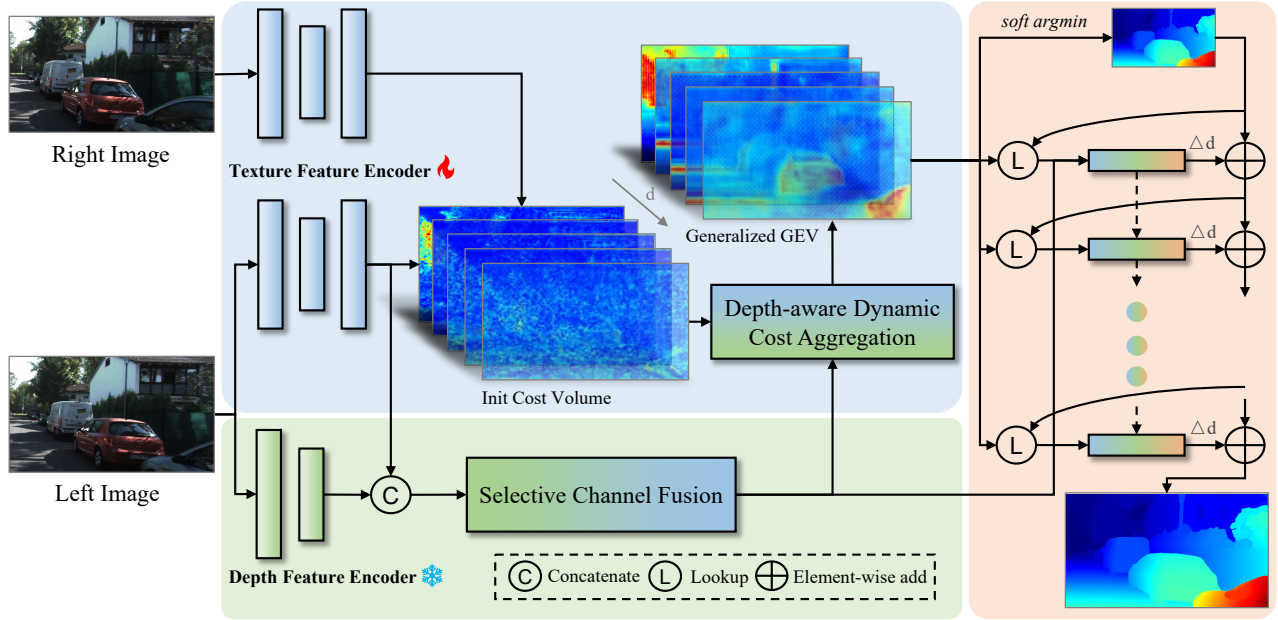 soft argmin
Right Image
Texture Feature Encoder
d
Generalized GEV
L
△d
L
△d
Depth-aware Dynamic
Cost Aggregation
Init Cost Volume
L
△d
Left Image
C
Selective Channel Fusion
Depth Feature Encoder
C Concatenate L Lookup Element-wise add